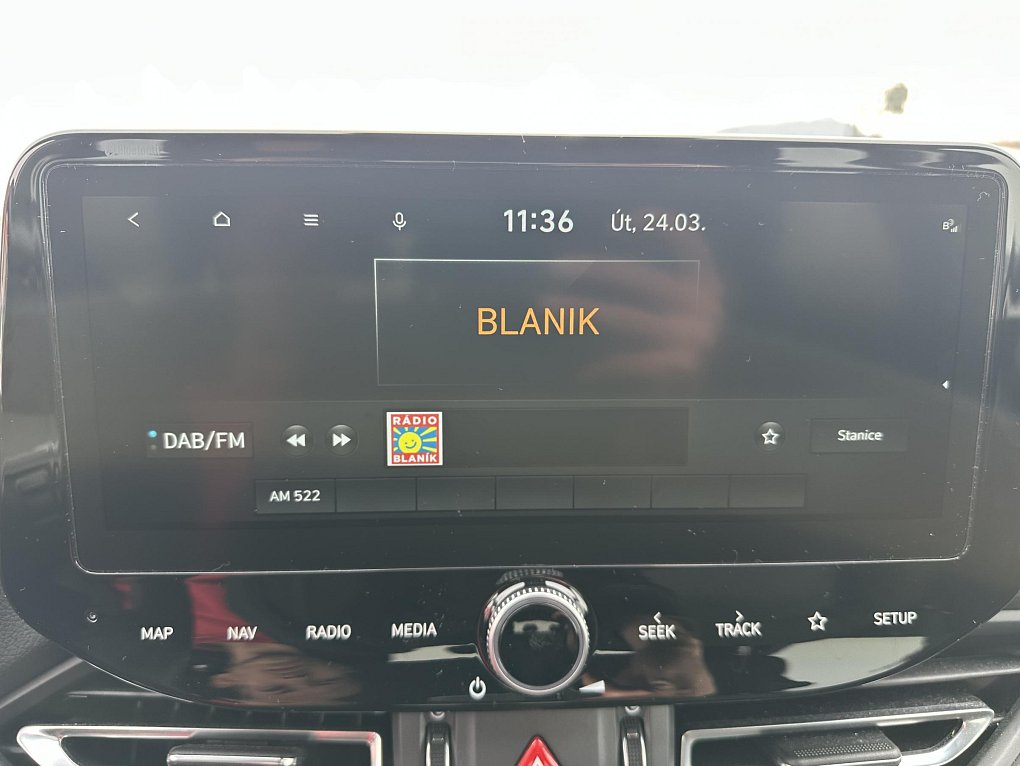 11:36 Út, 24.03.
BLANIK
DAB/FM
RÁDIO
BLANÍK
Stanice
AM 522
MAP NAV RADIO MEDIA SEEK TRACK SETUP